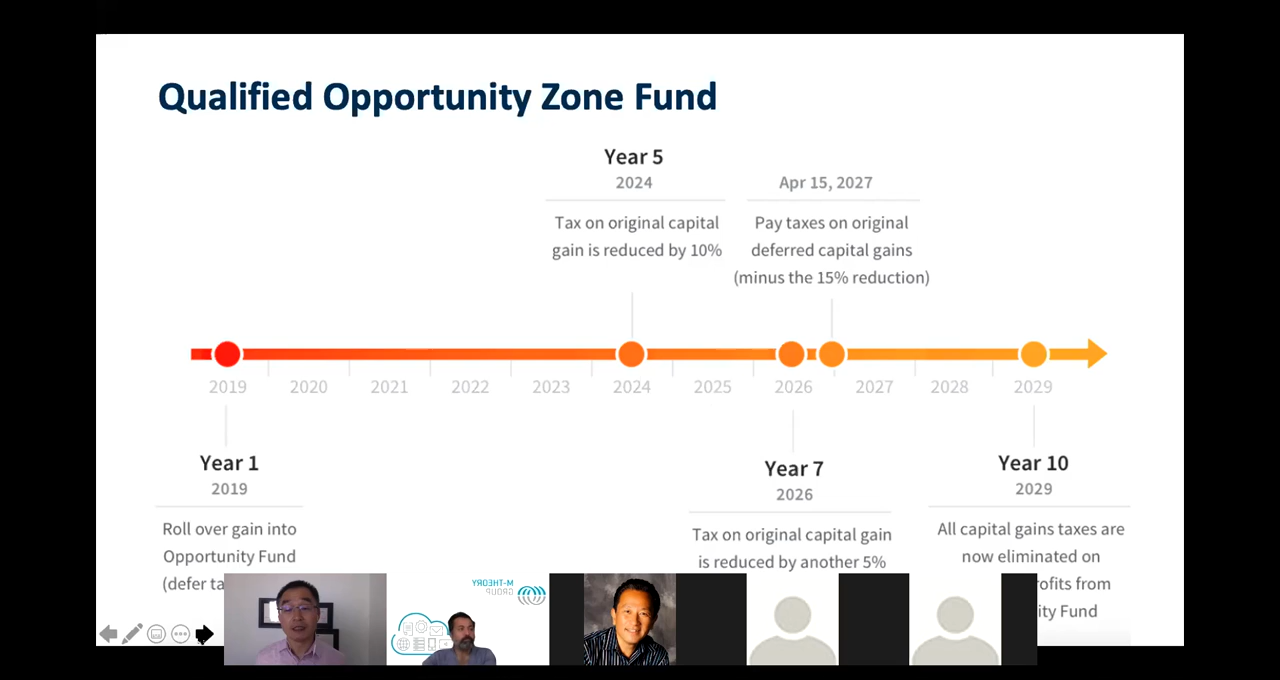 Qualified Opportunity Zone Fund
Year 5
2024
Tax on original capital
gain is reduced by 10%
Apr 15, 2027
Pay taxes on original
deferred capital gains
(minus the 15% reduction)
2019 2020 2021 2022 2023 2024 2025 2026 2027 2028 2029
Year 1
2019
Roll over gain into
Opportunity Fund
(defer
Year 7
2026
Tax on original capital gain
is reduced by another 5%
Year 10
2029
All capital gains taxes are
now eliminated on
from
Fund
M-THEORY
GROUP